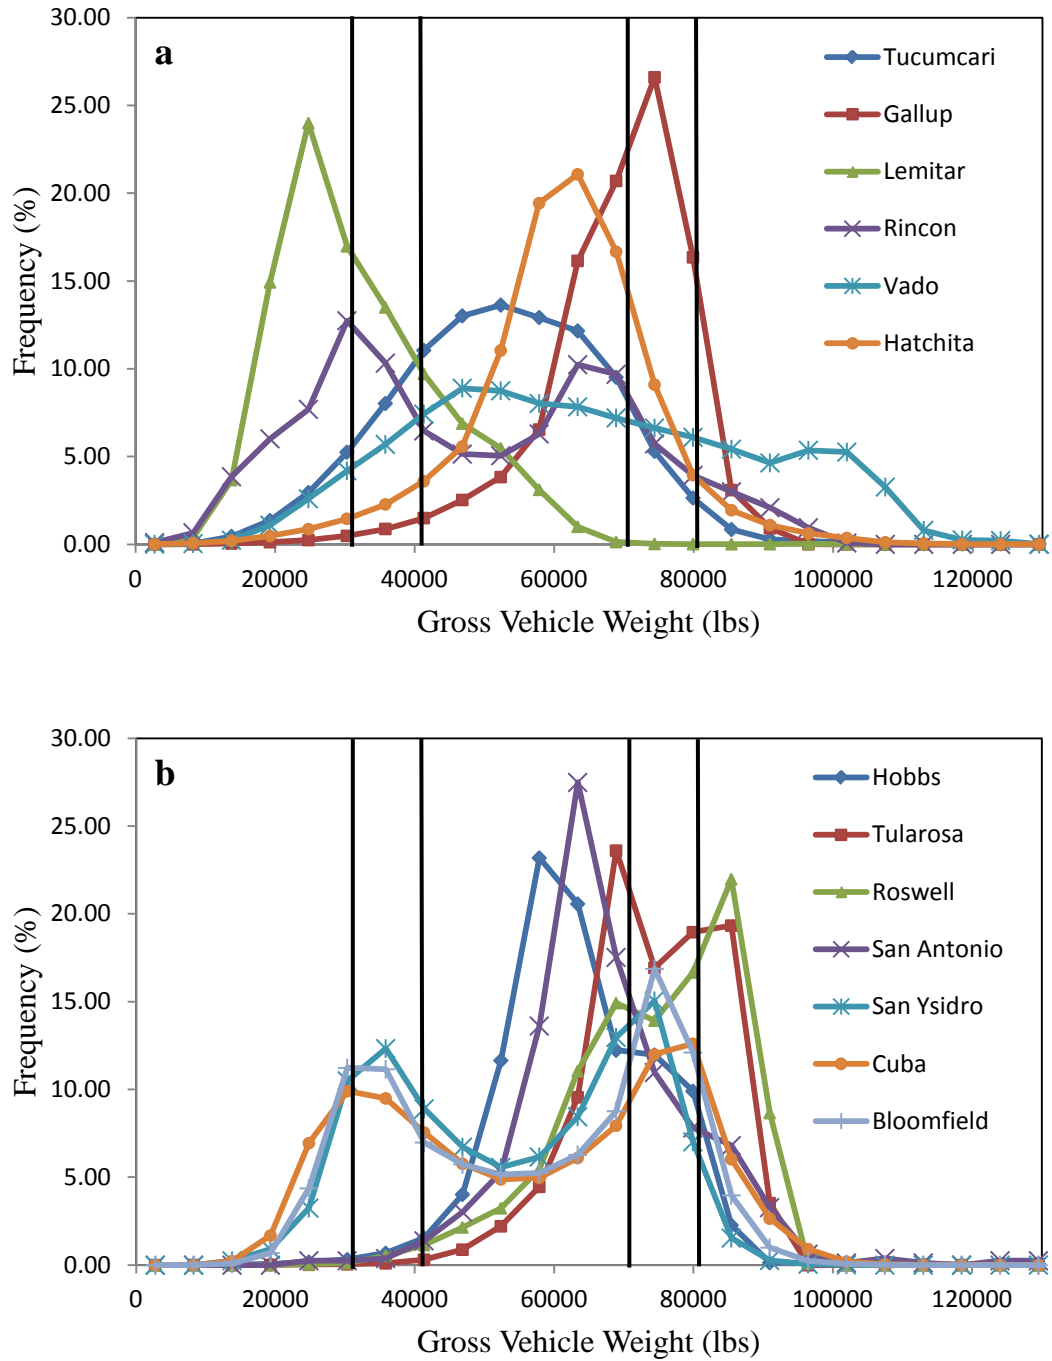 30.00
25.00
20.00
15.00
10.00
5.00
0.00
Frequency (%)
a
Tucumcari
Gallup
Lemitar
Rincon
Vado
Hatchita
0 20000 40000 60000 80000 100000 120000
Gross Vehicle Weight (lbs)
30.00
25.00
20.00
15.00
10.00
5.00
0.00
Frequency (%)
b
Hobbs
Tularosa
Roswell
San Antonio
San Ysidro
Cuba
Bloomfield
0 20000 40000 60000 80000 100000 120000
Gross Vehicle Weight (lbs)